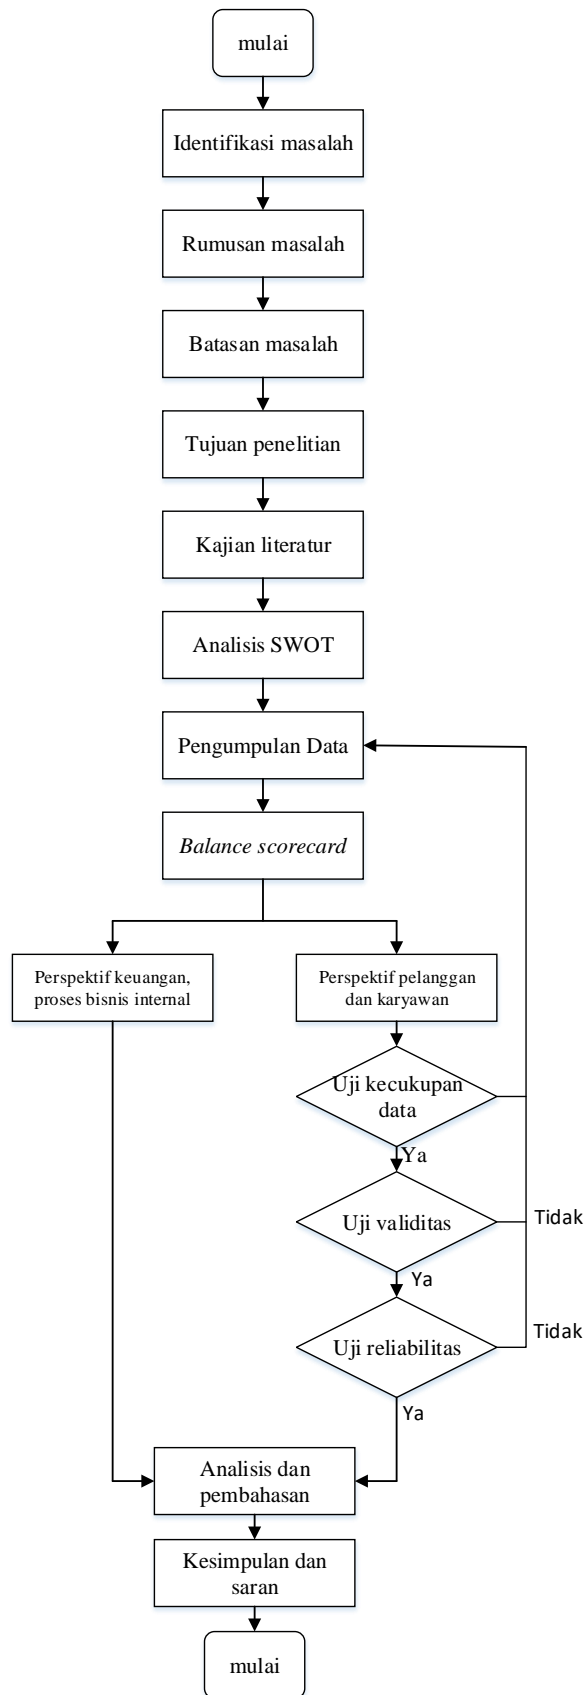 mulai
Identifikasi masalah
Rumusan masalah
Batasan masalah
Tujuan penelitian
Kajian literatur
Analisis SWOT
Pengumpulan Data
Balance scorecard
Perspektif keuangan,
proses bisnis internal
Perspektif pelanggan
dan karyawan
Uji kecukupan
data
Ya
Uji validitas
Tidak
Ya
Uji reliabilitas
Tidak
Ya
Analisis dan
pembahasan
Kesimpulan dan
saran
mulai